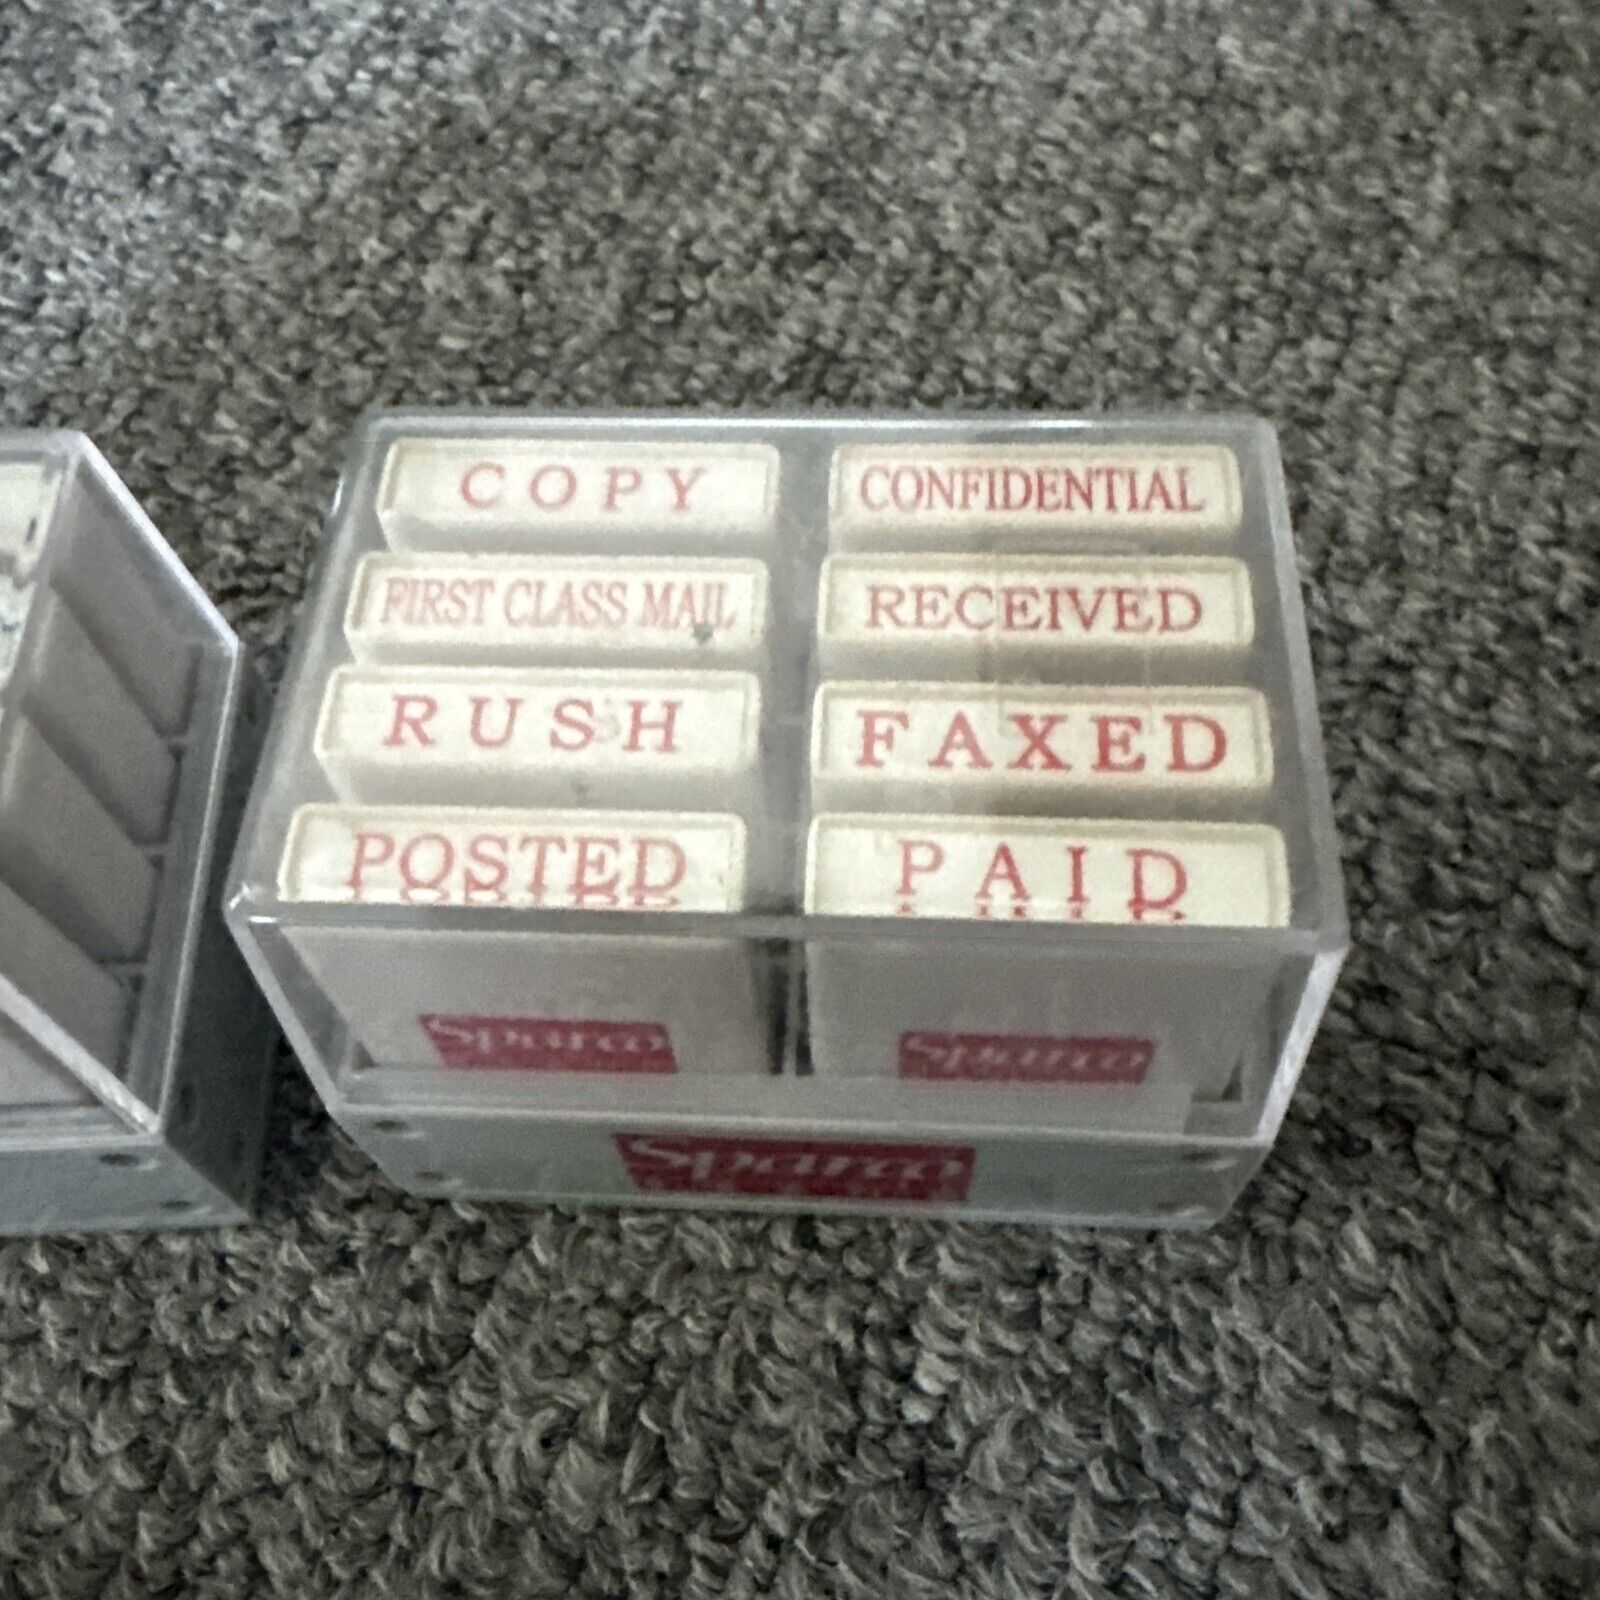 COPY
CONFIDENTIAL
FIRST CLASS MAIL
RECEIVED
RUSH
FAXED
POSTED
PAID
Sparco
Sparco
Sparco